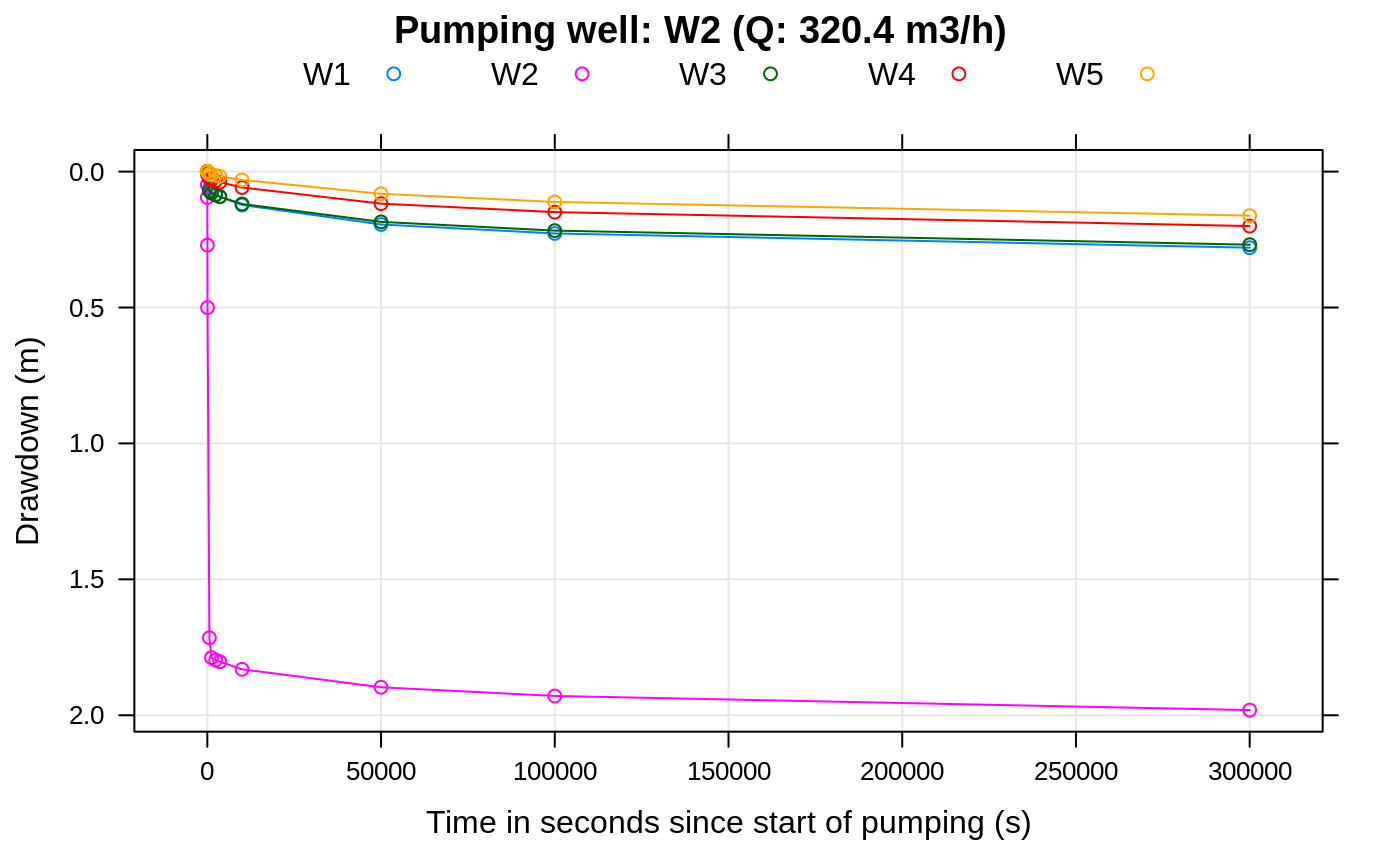 Pumping well: W2 (Q: 320.4 m3/h)
W1 W2 W3 W4 W5
0.0
0.5
1.0
1.5
2.0
Drawdown (m)
0 50000 100000 150000 200000 250000 300000
Time in seconds since start of pumping (s)